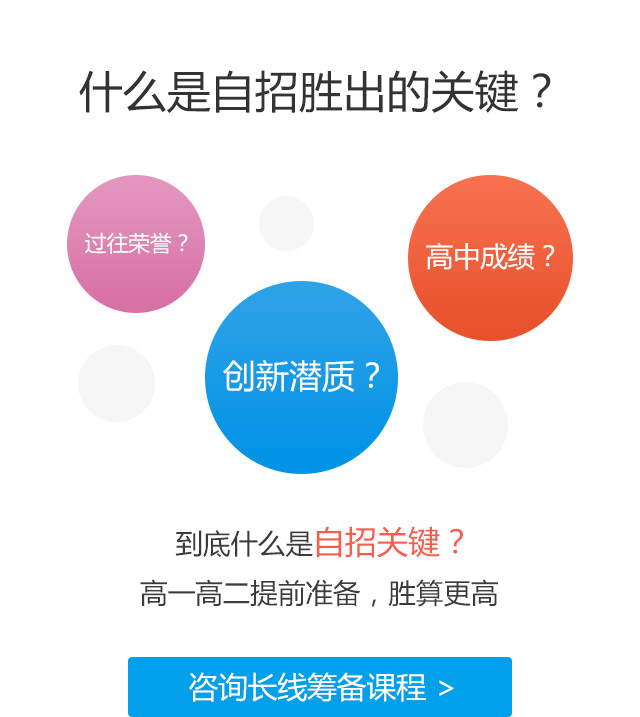 什么是自招胜出的关键？
过往荣誉？
高中成绩？
创新潜质？
到底什么是自招关键？
高一高二提前准备，胜算更高
咨询长线筹备课程 >